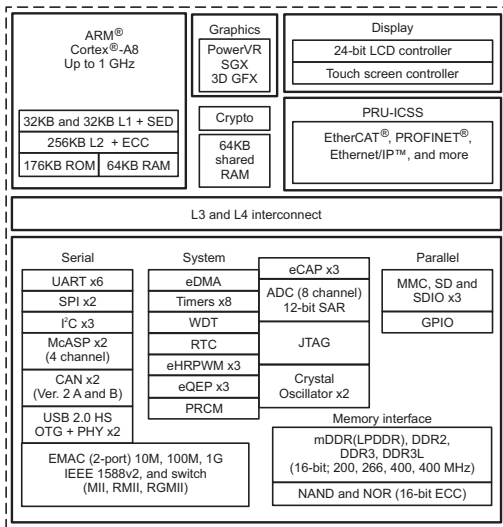 ARM®
Cortex®-A8
Up to 1 GHz
32KB and 32KB L1 + SED
256KB L2 + ECC
176KB ROM
64KB RAM
Graphics
PowerVR
SGX
3D GFX
Crypto
64KB
shared
RAM
Display
24-bit LCD controller
Touch screen controller
PRU-ICSS
EtherCAT®, PROFINET®,
Ethernet/IP™, and more
L3 and L4 interconnect
Serial
UART x6
SPI x2
I²C x3
McASP x2
(4 channel)
CAN x2
(Ver. 2 A and B)
USB 2.0 HS
OTG + PHY x2
EMAC (2-port) 10M, 100M, 1G
IEEE 1588v2, and switch
(MII, RMII, RGMII)
System
eDMA
Timers x8
WDT
RTC
eHRPWM x3
eQEP x3
PRCM
eCAP x3
ADC (8 channel)
12-bit SAR
JTAG
Crystal
Oscillator x2
Parallel
MMC, SD and
SDIO x3
GPIO
Memory interface
mDDR(LPDDR), DDR2,
DDR3, DDR3L
(16-bit; 200, 266, 400, 400 MHz)
NAND and NOR (16-bit ECC)